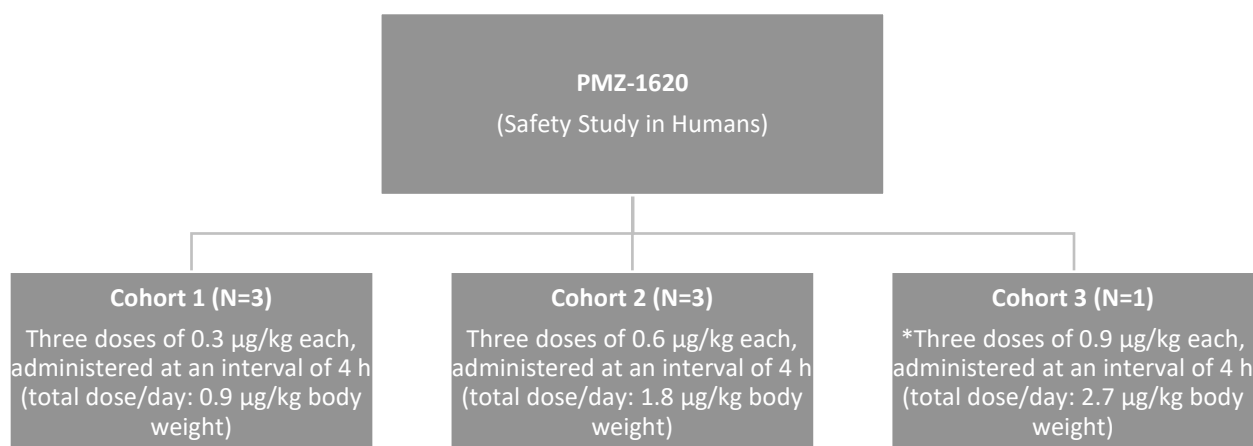 PMZ-1620
(Safety Study in Humans)
Cohort 1 (N=3)
Three doses of 0.3 µg/kg each,
administered at an interval of 4 h
(total dose/day: 0.9 µg/kg body
weight)
Cohort 2 (N=3)
Three doses of 0.6 µg/kg each,
administered at an interval of 4 h
(total dose/day: 1.8 µg/kg body
weight)
Cohort 3 (N=1)
*Three doses of 0.9 µg/kg each,
administered at an interval of 4 h
(total dose/day: 2.7 µg/kg body
weight)